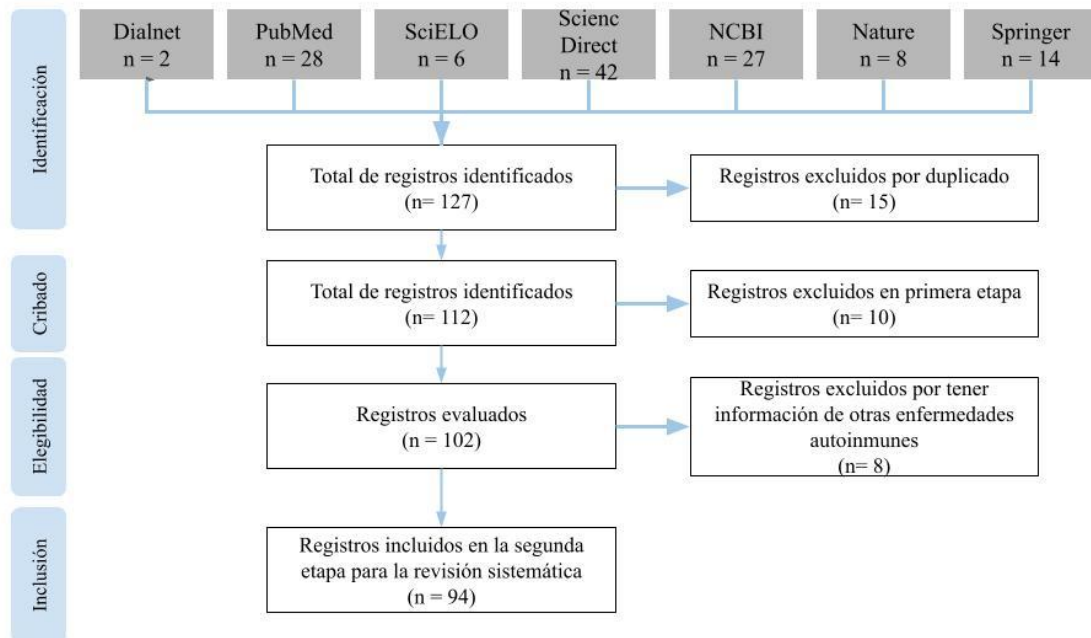 Dialnet
n = 2
PubMed
n = 28
SciELO
n = 6
Scienc
Direct
n = 42
NCBI
n = 27
Nature
n = 8
Springer
n = 14
Identificación
Total de registros identificados
(n= 127)
Registros excluidos por duplicado
(n= 15)
Cribado
Total de registros identificados
(n= 112)
Registros excluidos en primera etapa
(n= 10)
Elegibilidad
Registros evaluados
(n = 102)
Registros excluidos por tener
información de otras enfermedades
autoinmunes
(n= 8)
Inclusión
Registros incluidos en la segunda
etapa para la revisión sistemática
(n = 94)